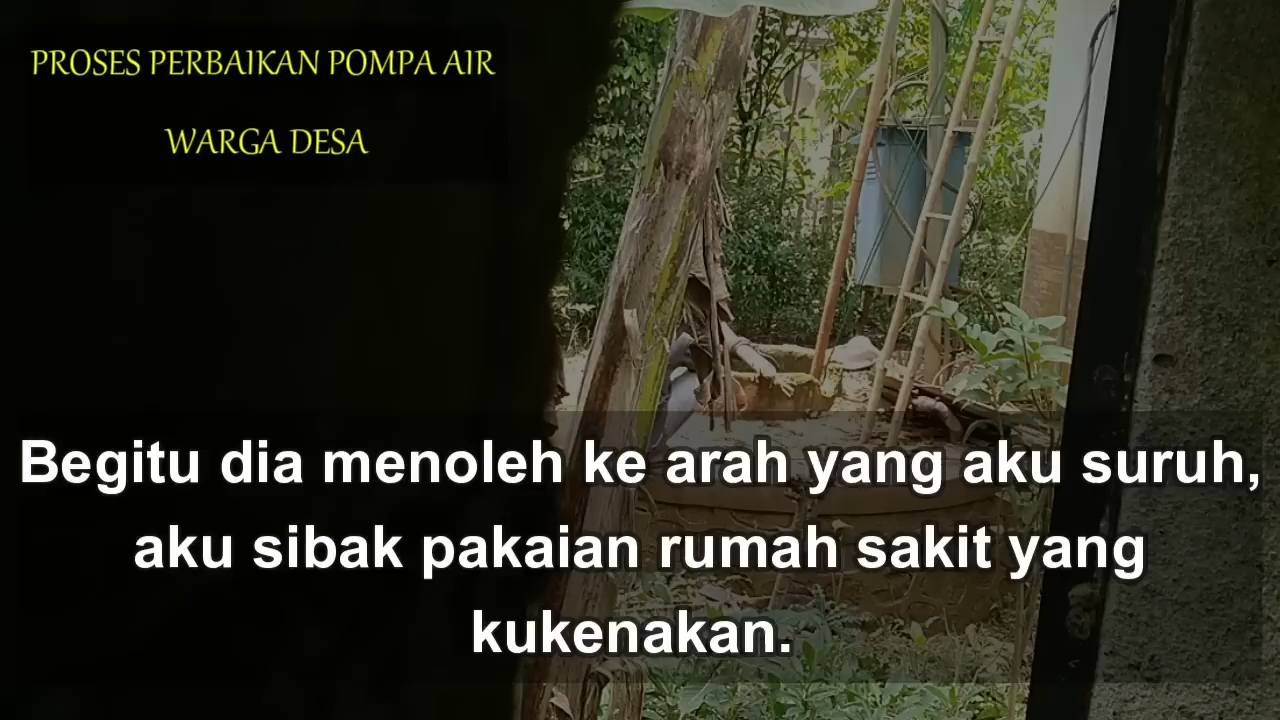 PROSES PERBAIKAN POMPA AIR
WARGA DESA
Begitu dia menoleh ke arah yang aku suruh,
aku sibak pakaian rumah sakit yang
kukenakan.